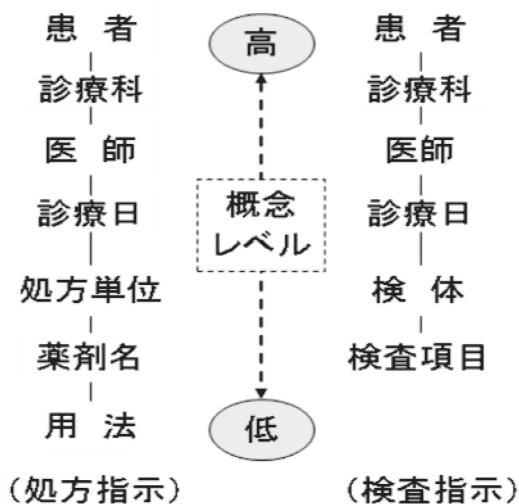 患者
診療科
医師
診療日
処方単位
薬剤名
用法
(処方指示)
高
概念
レベル
低
患者
診療科
医師
診療日
検体
検査項目
(検査指示)